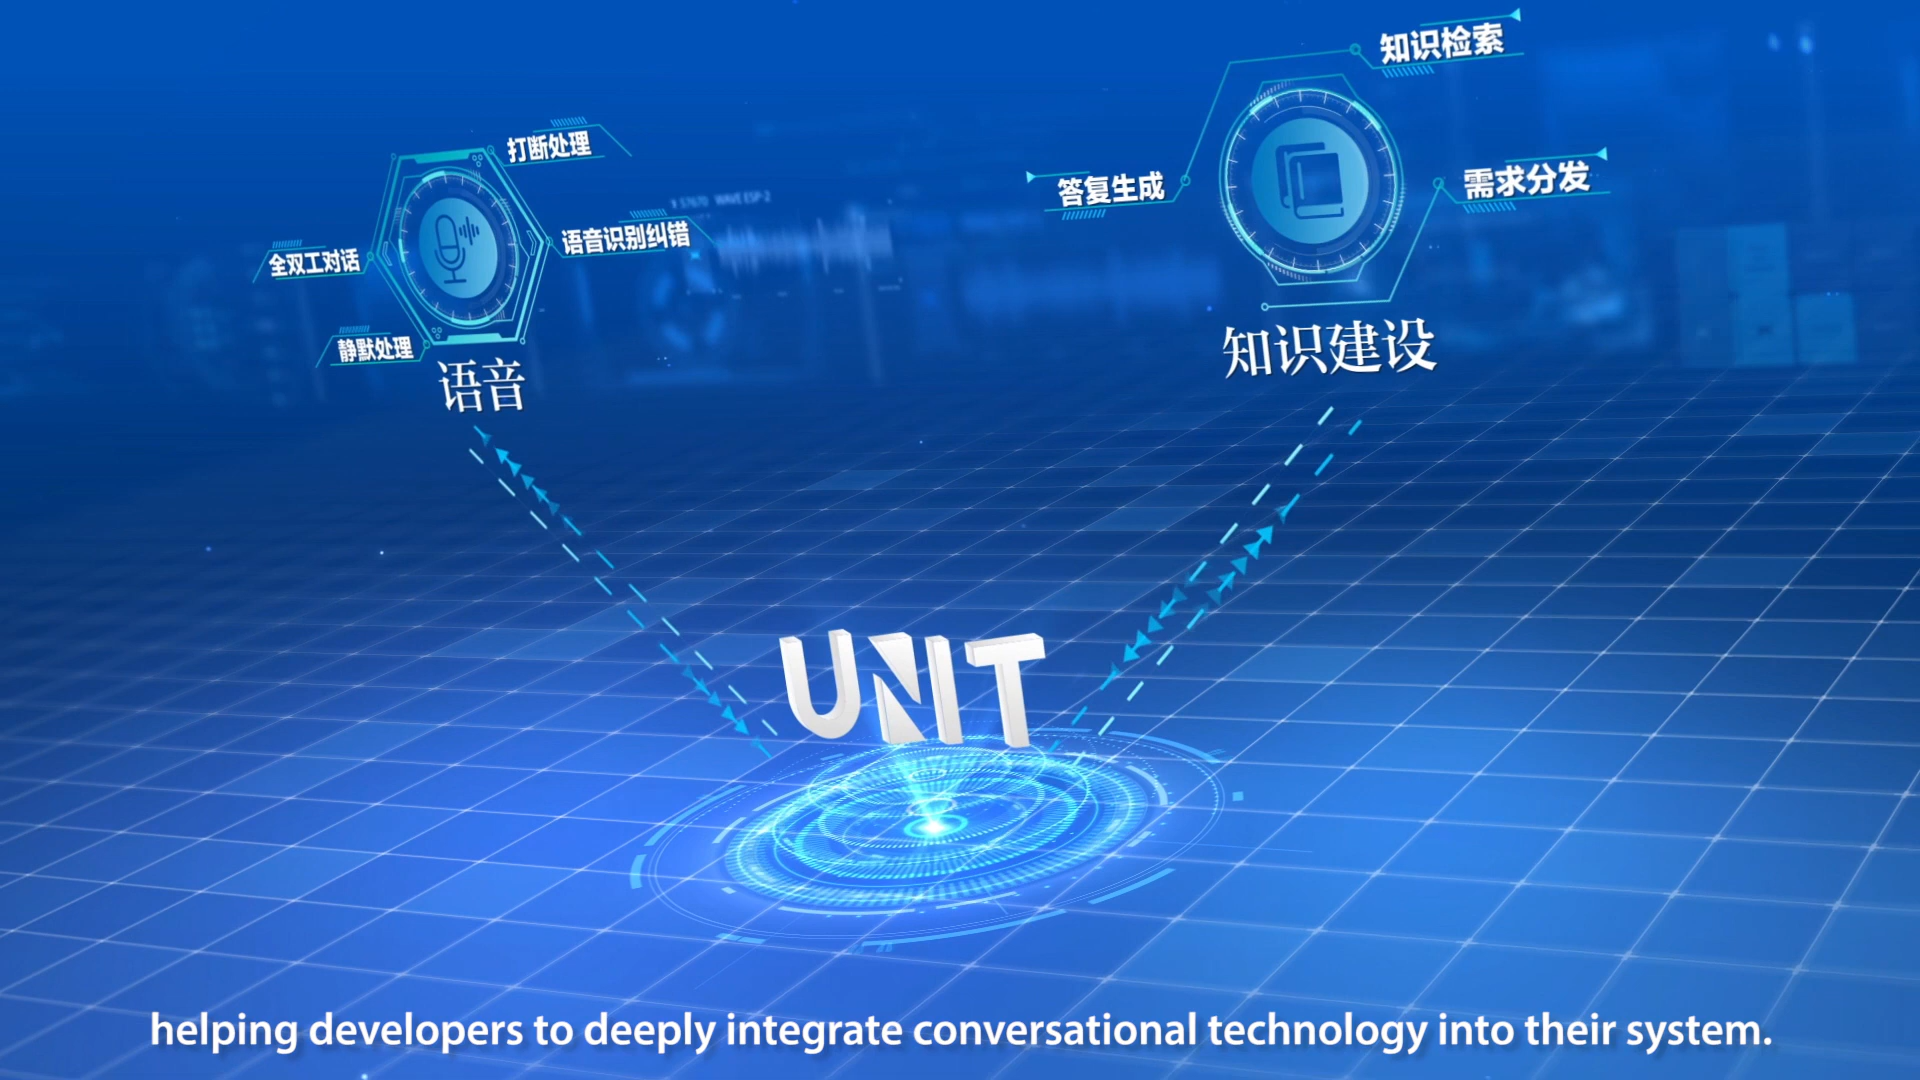 知识检索
打断处理
答复生成
需求分发
语音识别纠错
全双工对话
静默处理
知识建设
语音
UNIT
helping developers to deeply integrate conversational technology into their system.